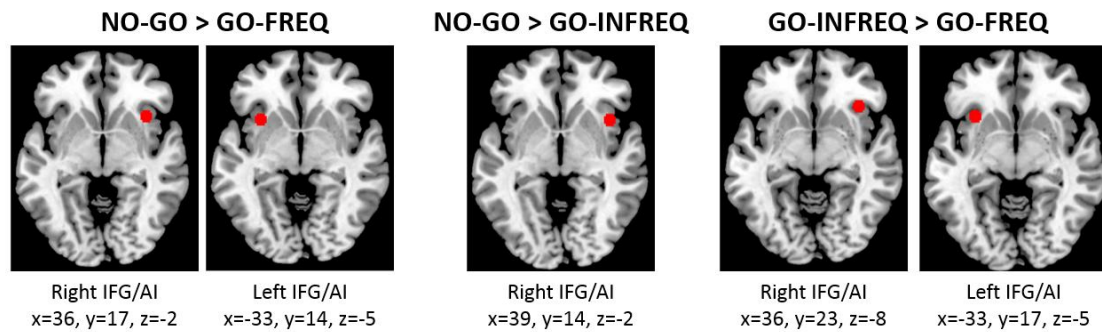 NO-GO > GO-FREQ
NO-GO > GO-INFREQ
GO-INFREQ > GO-FREQ
Right IFG/AI
x=36, y=17, z=-2
Left IFG/AI
x=-33, y=14, z=-5
Right IFG/AI
x=39, y=14, z=-2
Right IFG/AI
x=36, y=23, z=-8
Left IFG/AI
x=-33, y=17, z=-5